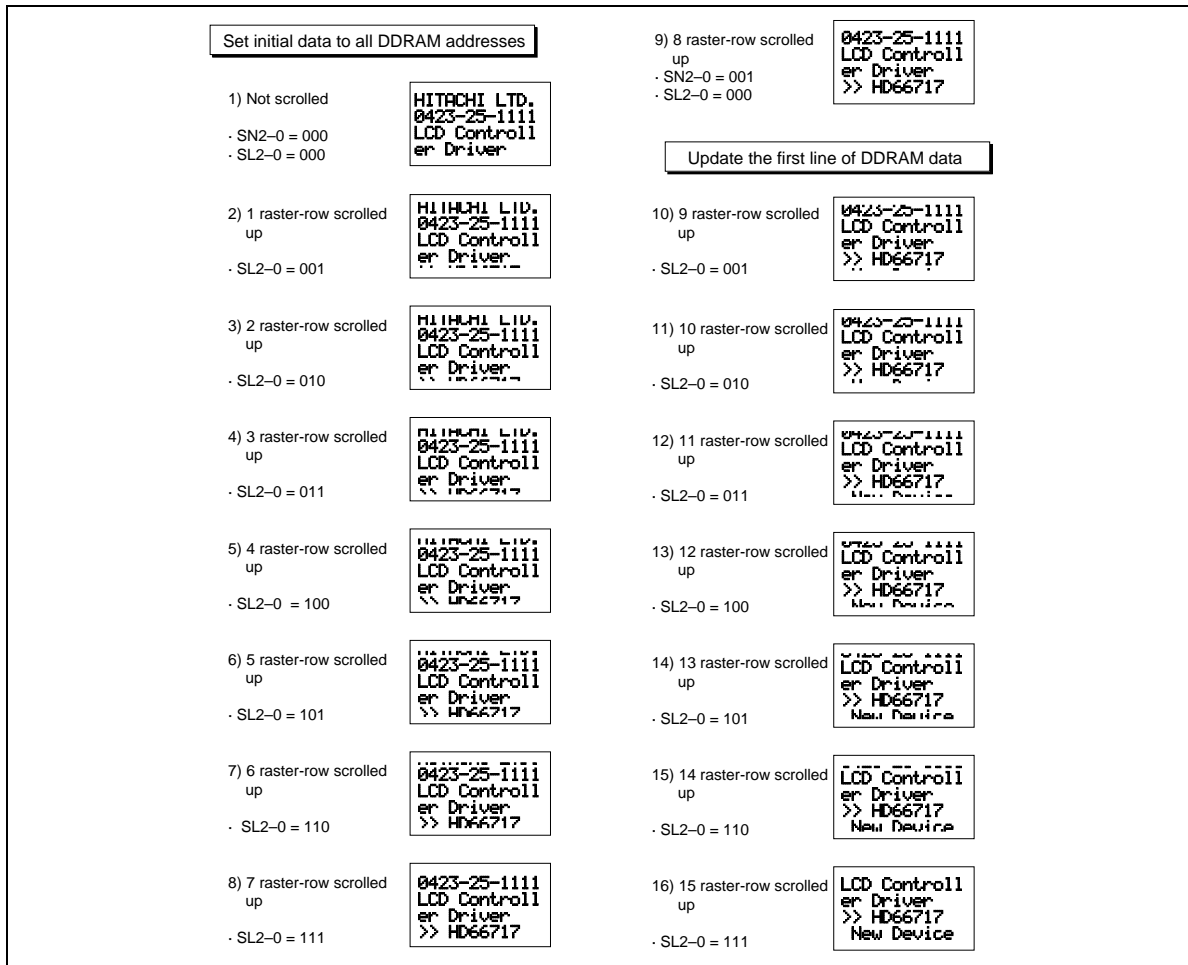 Set initial data to all DDRAM addresses
1) Not scrolled
· SN2–0 = 000
· SL2–0 = 000
HITACHI LTD.
0423-25-1111
LCD Controll
er Driver
2) 1 raster-row scrolled
up
· SL2–0 = 001
HITACHI LTD.
0423-25-1111
LCD Controll
er Driver
3) 2 raster-row scrolled
up
· SL2–0 = 010
HITACHI LTD.
0423-25-1111
LCD Controll
er Driver
4) 3 raster-row scrolled
up
· SL2–0 = 011
0423-25-1111
LCD Controll
er Driver
5) 4 raster-row scrolled
up
· SL2–0 = 100
0423-25-1111
LCD Controll
er Driver
6) 5 raster-row scrolled
up
· SL2–0 = 101
0423-25-1111
LCD Controll
er Driver
>> HD66717
7) 6 raster-row scrolled
up
· SL2–0 = 110
0423-25-1111
LCD Controll
er Driver
>> HD66717
8) 7 raster-row scrolled
up
· SL2–0 = 111
0423-25-1111
LCD Controll
er Driver
>> HD66717
9) 8 raster-row scrolled
up
· SN2–0 = 001
· SL2–0 = 000
0423-25-1111
LCD Controll
er Driver
>> HD66717
Update the first line of DDRAM data
10) 9 raster-row scrolled
up
· SL2–0 = 001
0423-25-1111
LCD Controll
er Driver
>> HD66717
11) 10 raster-row scrolled
up
· SL2–0 = 010
0423-25-1111
LCD Controll
er Driver
>> HD66717
12) 11 raster-row scrolled
up
· SL2–0 = 011
LCD Controll
er Driver
>> HD66717
13) 12 raster-row scrolled
up
· SL2–0 = 100
LCD Controll
er Driver
>> HD66717
New Device
14) 13 raster-row scrolled
up
· SL2–0 = 101
LCD Controll
er Driver
>> HD66717
New Device
15) 14 raster-row scrolled
up
· SL2–0 = 110
LCD Controll
er Driver
>> HD66717
New Device
16) 15 raster-row scrolled
up
· SL2–0 = 111
LCD Controll
er Driver
>> HD66717
New Device